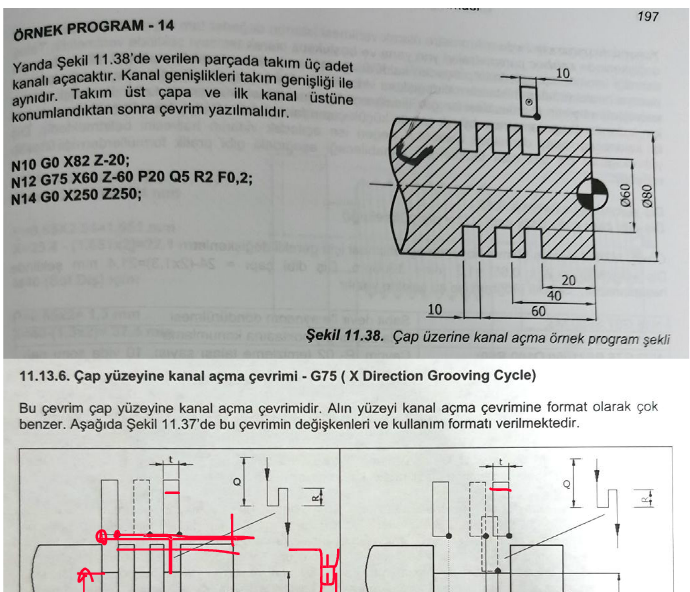 197
ÖRNEK PROGRAM - 14
Yanda Şekil 11.38'de verilen parçada takım üç adet
kanalı açacaktır. Kanal genişlikleri takım genişliği ile
aynıdır. Takım üst çapa ve ilk kanal üstüne
konumlandıktan sonra çevrim yazılmalıdır.
N10 G0 X82 Z-20;
N12 G75 X60 Z-60 P20 Q5 R2 F0,2;
N14 G0 X250 Z250;
10
Ø60
Ø80
20
40
10
60
Şekil 11.38. Çap üzerine kanal açma örnek program şekli
11.13.6. Çap yüzeyine kanal açma çevrimi - G75 ( X Direction Grooving Cycle)
Bu çevrim çap yüzeyine kanal açma çevrimidir. Alın yüzeyi kanal açma çevrimine format olarak çok
benzer. Aşağıda Şekil 11.37'de bu çevrimin değişkenleri ve kullanım formatı verilmektedir.
t
Q
R
t
Q
R